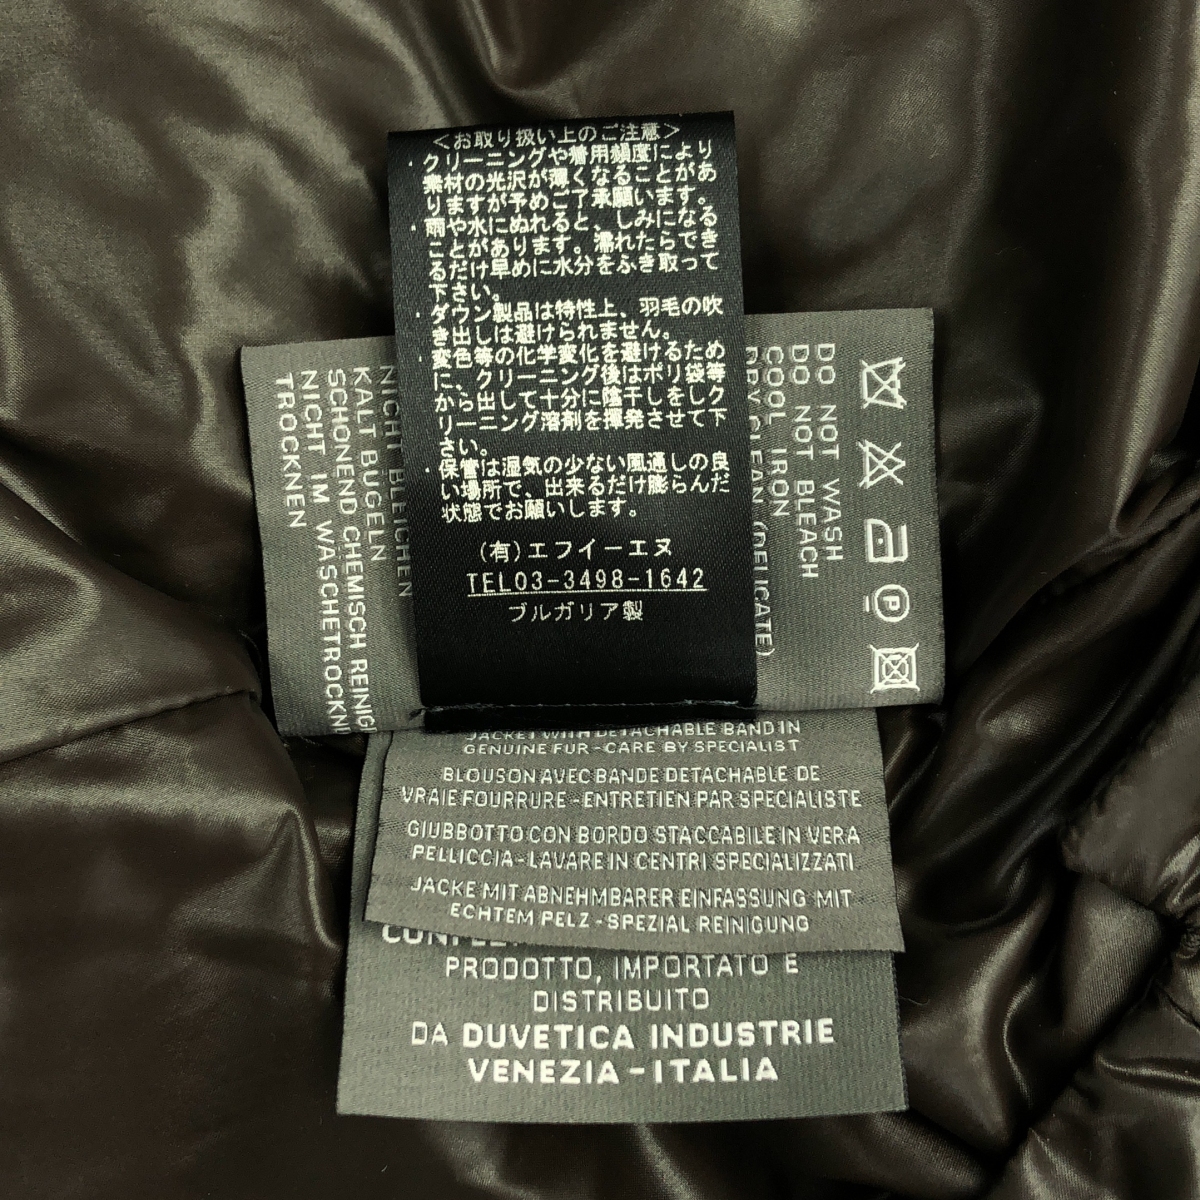 <お取り扱い上のご注意>
・クリーニングや着用頻度により
素材の光沢が薄くなることがあ
りますが予めご了承願います。
・雨や水にぬれると、しみになる
ことがあります。濡れたらでき
るだけ早めに水分をふき取って
下さい。
・ダウン製品は特性上、羽毛の吹
き出しは避けられません。
・変色等の化学変化を避けるため
に、クリーニング後はポリ袋等
から出して十分に陰干しをしク
リーニング溶剤を揮発させて下
さい。
・保管は湿気の少ない風通しの良
い場所で、出来るだけ膨らんだ
状態でお願いします。
(有)エフイーエヌ
TEL03-3498-1642
ブルガリア製
DO NOT WASH
DO NOT BLEACH
COOL IRON
DRY CLEAN (DELICATE)
NICHT BLEICHEN
KALT BUGELN
SCHONEND CHEMISCH
NICHT IM
TROCKNEN
JACKET WITH DETACHABLE BAND IN
GENUINE FUR-CARE BY SPECIALIST
BLOUSON AVEC BANDE DETACHABLE DE
VRAIE FOURRURE-ENTRETIEN PAR SPECIALISTE
GIUBBOTTO CON BORDO STACCABILE IN VERA
PELLICCIA-LAVARE IN CENTRI SPECIALIZZATI
JACKE MIT ABNEHMBARER EINFASSUNG MIT
ECHTEM PELZ-SPEZIAL REINIGUNG
PRODOTTO, IMPORTATO E
DISTRIBUITO
DA DUVETICA INDUSTRIE
VENEZIA-ITALIA